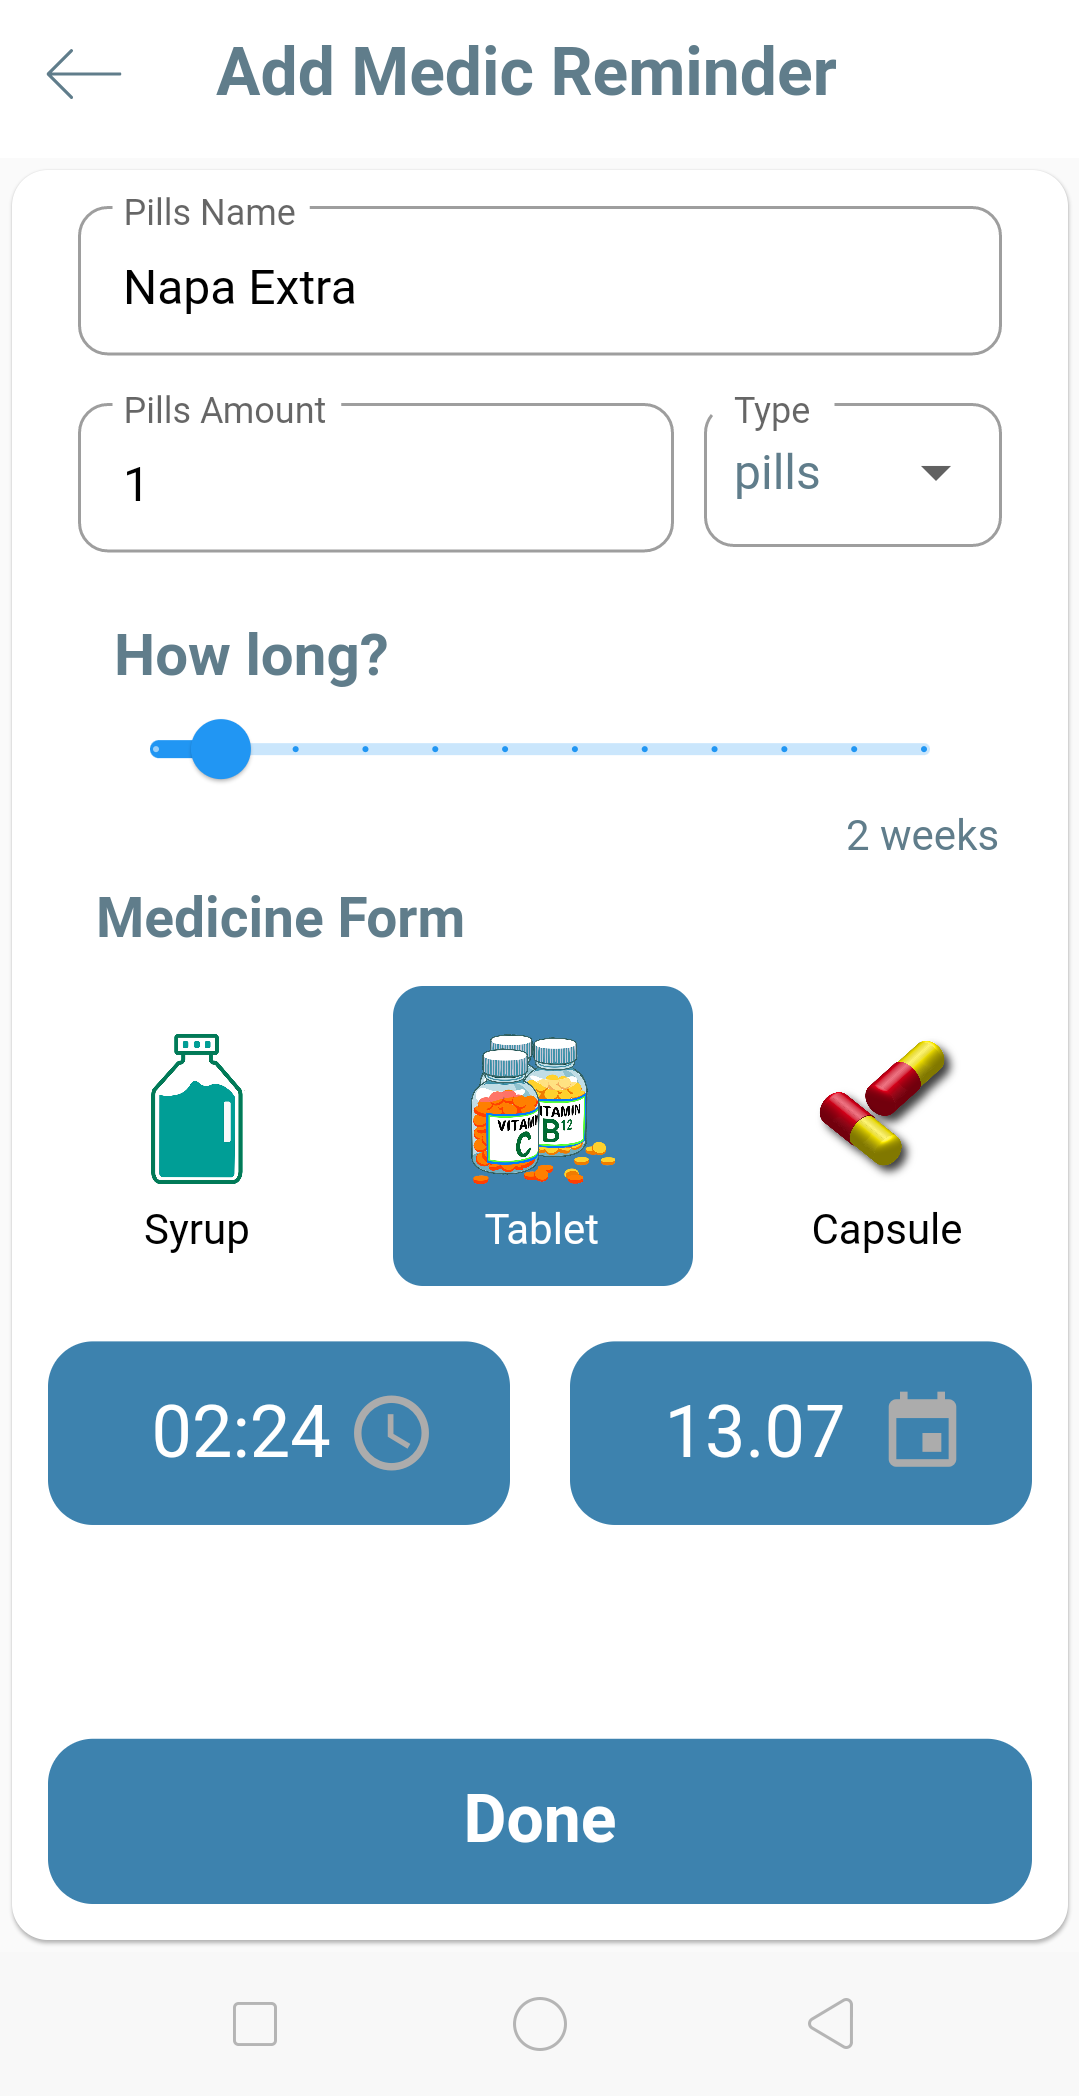 Add Medic Reminder
Pills Name
Napa Extra
Pills Amount
Type
1
pills
How long?
2 weeks
Medicine Form
VITAMIN
C
B12
Syrup
Tablet
Capsule
02:24
13.07
Done